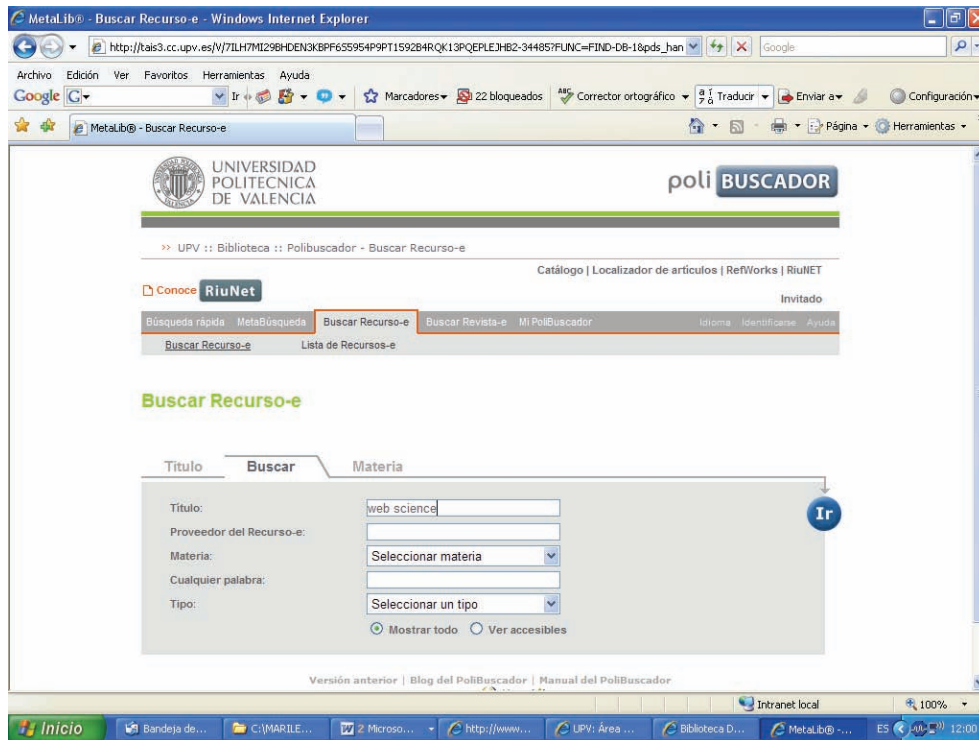 MetaLib® - Buscar Recurso-e - Windows Internet Explorer
http://tais3.cc.upv.es/V/7ILH7MI29BHDEN3KBPF6S5954P9PT1592B4RQK13PQEPLEJHB2-34485?FUNC=FIND-DB-1&pds_han
Google
Archivo Edición Ver Favoritos Herramientas Ayuda
Google G Ir Marcadores 22 bloqueados ABC Corrector ortográfico Traducir Enviar a Configuración
MetaLib® - Buscar Recurso-e Página Herramientas
UNIVERSIDAD
POLITECNICA
DE VALENCIA
poli BUSCADOR
>> UPV :: Biblioteca :: Polibuscador - Buscar Recurso-e
Catálogo | Localizador de artículos | RefWorks | RiuNET
Conoce RiuNet
Invitado
Búsqueda rápida MetaBúsqueda Buscar Recurso-e Buscar Revista-e Mi PoliBuscador Idioma Identificarse Ayuda
Buscar Recurso-e Lista de Recursos-e
Buscar Recurso-e
Título Buscar Materia
Título: web science
Ir
Proveedor del Recurso-e:
Materia: Seleccionar materia
Cualquier palabra:
Tipo: Seleccionar un tipo
Mostrar todo Ver accesibles
Versión anterior | Blog del PoliBuscador | Manual del PoliBuscador
Intranet local 100%
Inicio Bandeja de... C:\MARILE... 2 Microso... http://www... UPV: Área ... Biblioteca D... MetaLib® -... ES 12:00